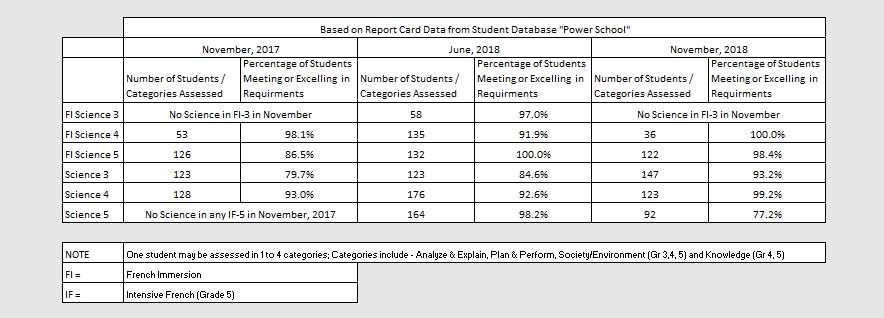 Based on Report Card Data from Student Database "Power School"
November, 2017 June, 2018 November, 2018
Number of Students / Categories Assessed Percentage of Students Meeting or Excelling in Requirments Number of Students / Categories Assessed Percentage of Students Meeting or Excelling in Requirments Number of Students / Categories Assessed Percentage of Students Meeting or Excelling in Requirments
FI Science 3 No Science in FI-3 in November 58 97.0% No Science in FI-3 in November
FI Science 4 53 98.1% 135 91.9% 36 100.0%
FI Science 5 126 86.5% 132 100.0% 122 98.4%
Science 3 123 79.7% 123 84.6% 147 93.2%
Science 4 128 93.0% 176 92.6% 123 99.2%
Science 5 No Science in any IF-5 in November, 2017 164 98.2% 92 77.2%
NOTE One student may be assessed in 1 to 4 categories; Categories include - Analyze & Explain, Plan & Perform, Society/Environment (Gr 3,4, 5) and Knowledge (Gr 4, 5)
FI = French Immersion
IF = Intensive French (Grade 5)